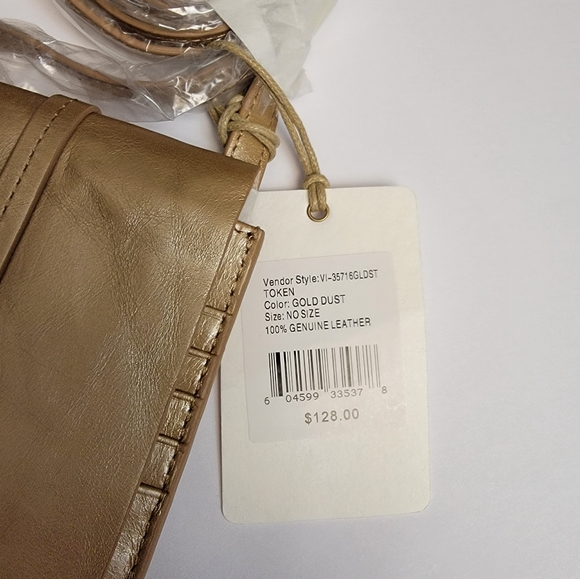 Vendor Style:VI-35716GLDST
TOKEN
Color: GOLD DUST
Size: NO SIZE
100% GENUINE LEATHER
6 04599 33537 8
$128.00